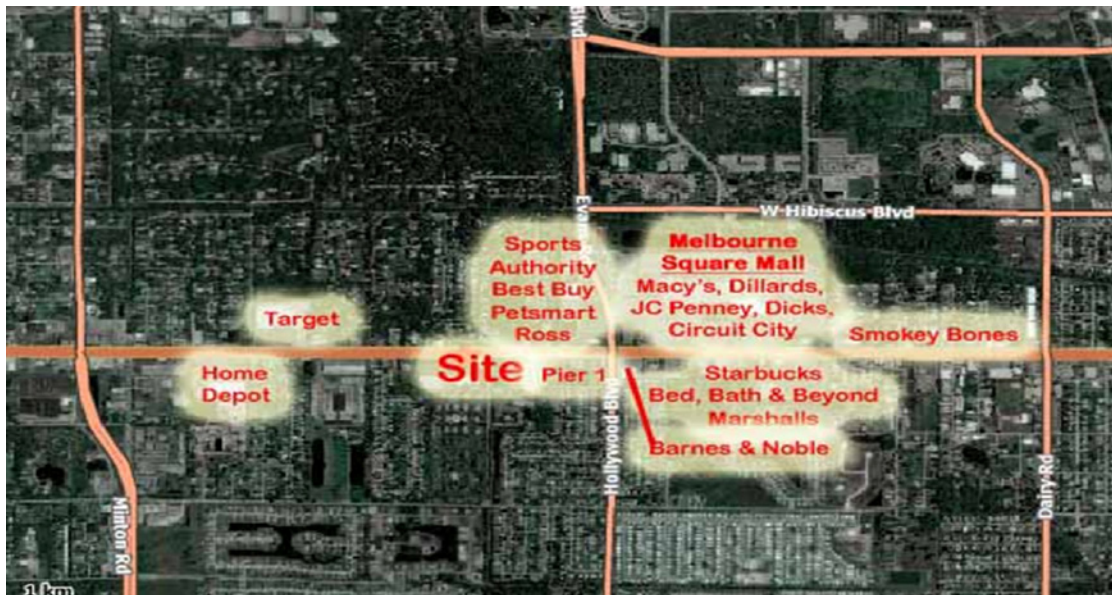 Blvd
W Hibiscus Blvd
Evans
Sports
Authority
Best Buy
Petsmart
Ross
Melbourne
Square Mall
Macy's, Dillards,
JC Penney, Dicks,
Circuit City
Target
Smokey Bones
Site Pier 1
Home
Depot
Starbucks
Bed, Bath & Beyond
Marshalls
Barnes & Noble
Hollywood Blvd
Minton Rd
Dairy Rd
1 km